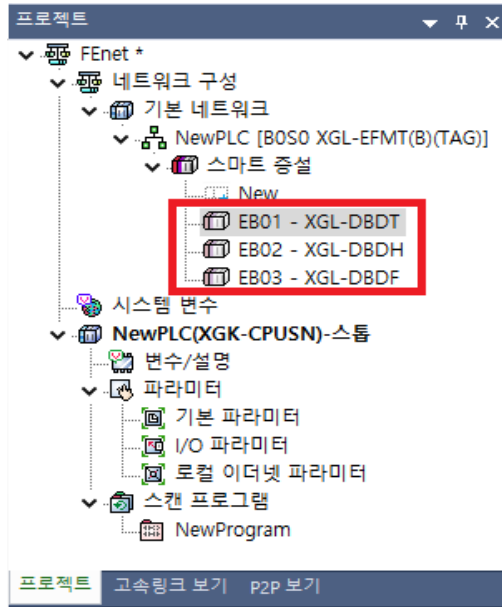 프로젝트
FEnet *
네트워크 구성
기본 네트워크
NewPLC [B0S0 XGL-EFMT(B)(TAG)]
스마트 증설
New
EB01 - XGL-DBDT
EB02 - XGL-DBDH
EB03 - XGL-DBDF
시스템 변수
NewPLC(XGK-CPUSN)-스톱
변수/설명
파라미터
기본 파라미터
I/O 파라미터
로컬 이더넷 파라미터
스캔 프로그램
NewProgram
프로젝트 고속링크 보기 P2P 보기